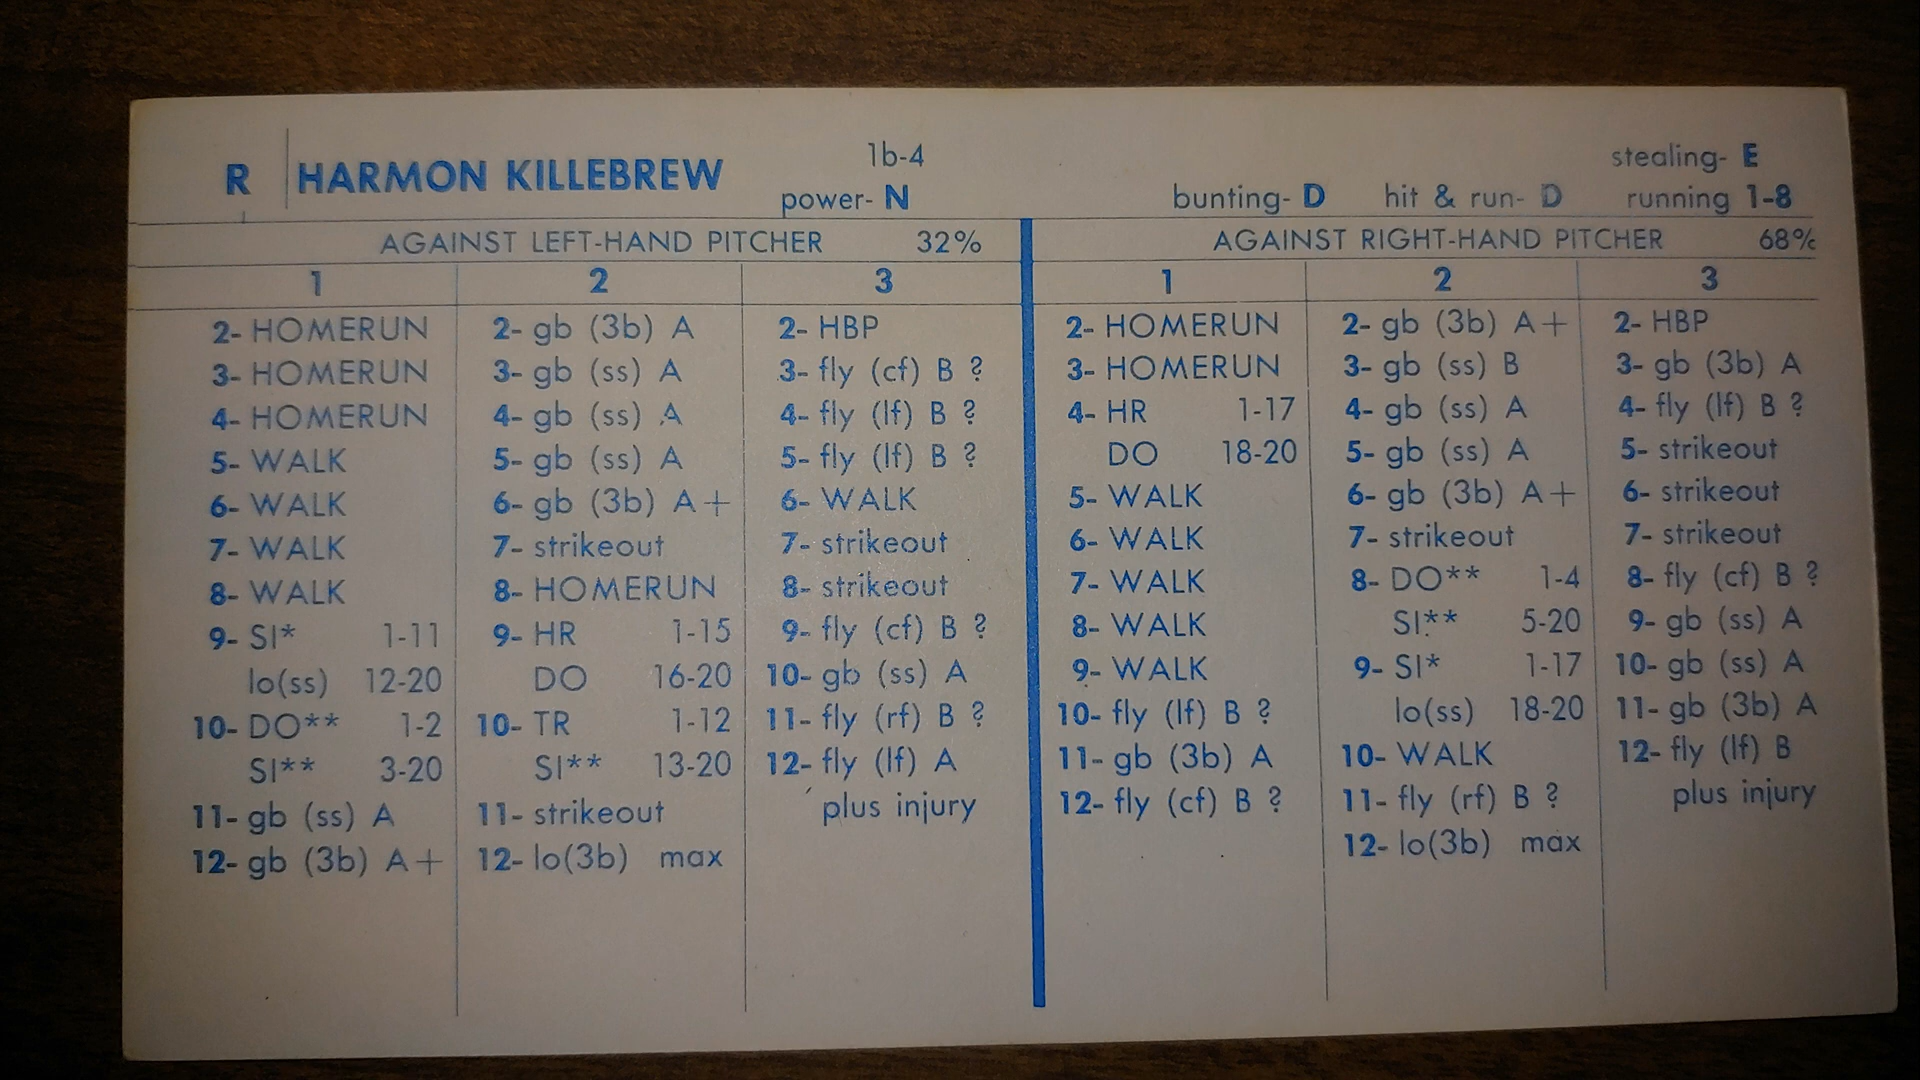 R HARMON KILLEBREW
1b-4
power- N
bunting- D hit & run- D
stealing- E
running 1-8
AGAINST LEFT-HAND PITCHER 32%
1 2 3
2- HOMERUN
3- HOMERUN
4- HOMERUN
5- WALK
6- WALK
7- WALK
8- WALK
9- SI* 1-11
lo(ss) 12-20
10- DO** 1-2
SI** 3-20
11- gb (ss) A
12- gb (3b) A+
2- gb (3b) A
3- gb (ss) A
4- gb (ss) A
5- gb (ss) A
6- gb (3b) A+
7- strikeout
8- HOMERUN
9- HR 1-15
DO 16-20
10- TR 1-12
SI** 13-20
11- strikeout
12- lo(3b) max
2- HBP
3- fly (cf) B ?
4- fly (lf) B ?
5- fly (lf) B ?
6- WALK
7- strikeout
8- strikeout
9- fly (cf) B ?
10- gb (ss) A
11- fly (rf) B ?
12- fly (lf) A
plus injury
AGAINST RIGHT-HAND PITCHER 68%
1 2 3
2- HOMERUN
3- HOMERUN
4- HR 1-17
DO 18-20
5- WALK
6- WALK
7- WALK
8- WALK
9- WALK
10- fly (lf) B ?
11- gb (3b) A
12- fly (cf) B ?
2- gb (3b) A+
3- gb (ss) B
4- gb (ss) A
5- gb (ss) A
6- gb (3b) A+
7- strikeout
8- DO** 1-4
SI** 5-20
9- SI* 1-17
lo(ss) 18-20
10- WALK
11- fly (rf) B ?
12- lo(3b) max
2- HBP
3- gb (3b) A
4- fly (lf) B ?
5- strikeout
6- strikeout
7- strikeout
8- fly (cf) B ?
9- gb (ss) A
10- gb (ss) A
11- gb (3b) A
12- fly (lf) B
plus injury